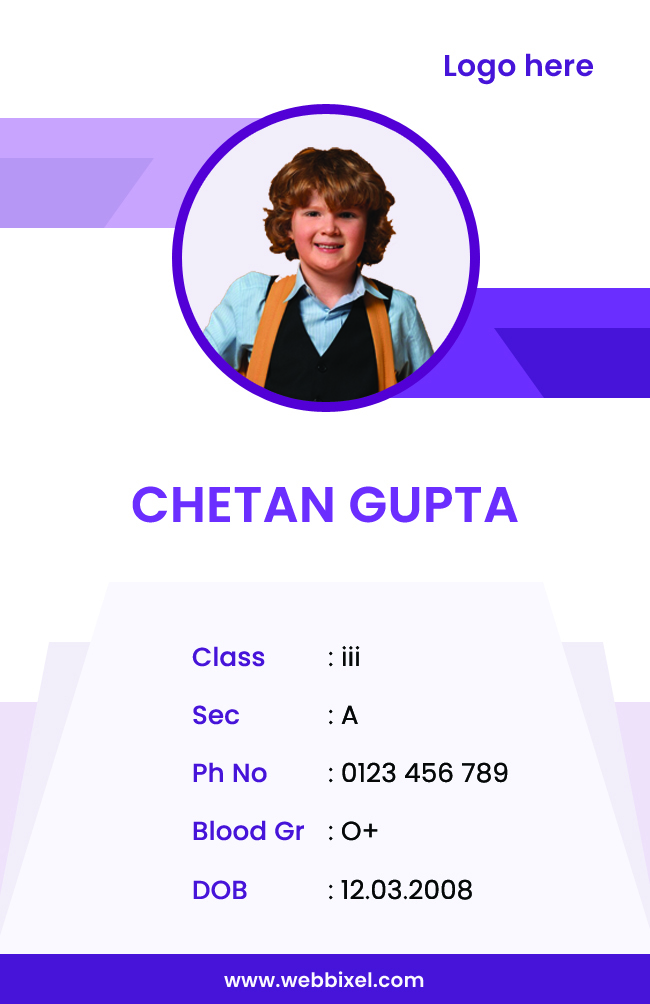 Logo here
CHETAN GUPTA
Class : iii
Sec : A
Ph No : 0123 456 789
Blood Gr : O+
DOB : 12.03.2008
www.webbixel.com